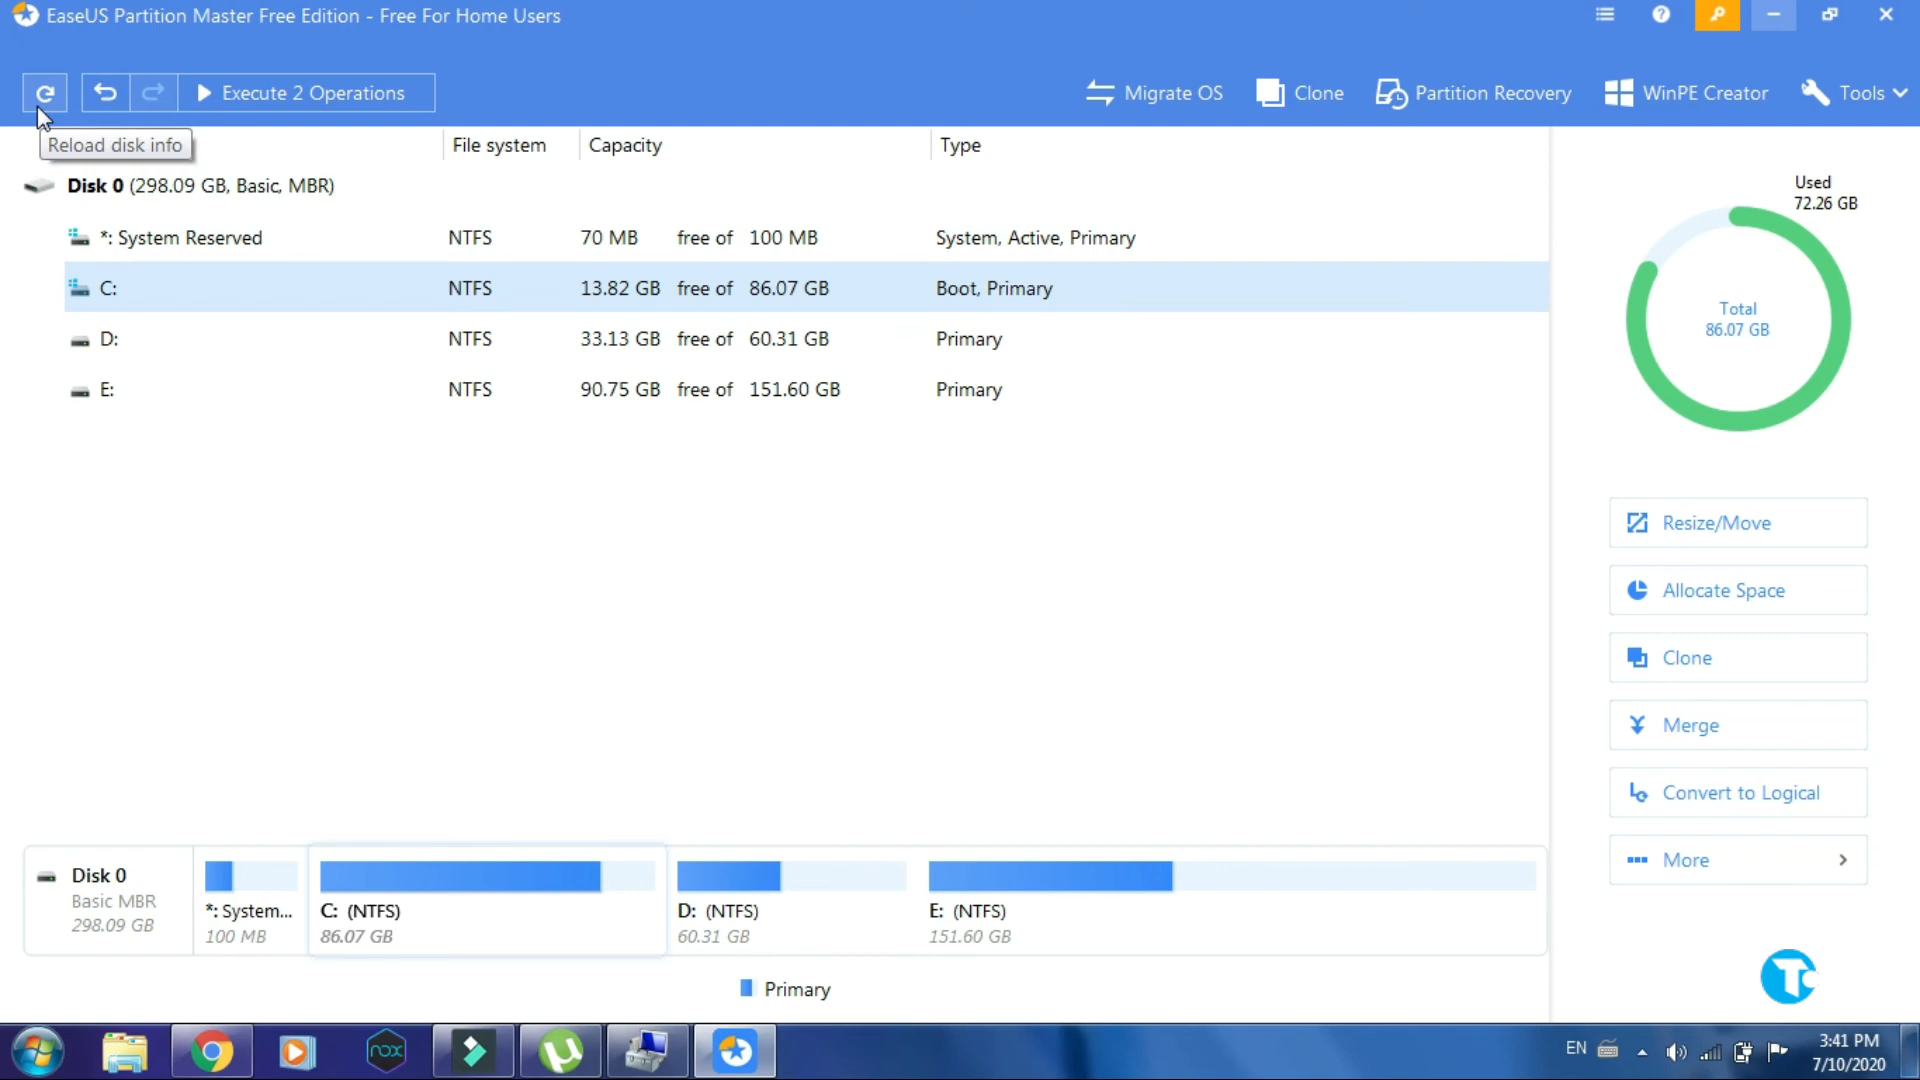 EaseUS Partition Master Free Edition - Free For Home Users
Execute 2 Operations
Migrate OS
Clone
Partition Recovery
WinPE Creator
Tools
Reload disk info
File system
Capacity
Type
Disk 0 (298.09 GB, Basic, MBR)
*: System Reserved NTFS 70 MB free of 100 MB System, Active, Primary
C: NTFS 13.82 GB free of 86.07 GB Boot, Primary
D: NTFS 33.13 GB free of 60.31 GB Primary
E: NTFS 90.75 GB free of 151.60 GB Primary
Used
72.26 GB
Total
86.07 GB
Resize/Move
Allocate Space
Clone
Merge
Convert to Logical
More
Disk 0
Basic MBR
298.09 GB
*: System...
100 MB
C: (NTFS)
86.07 GB
D: (NTFS)
60.31 GB
E: (NTFS)
151.60 GB
Primary
nox
EN
3:41 PM
7/10/2020